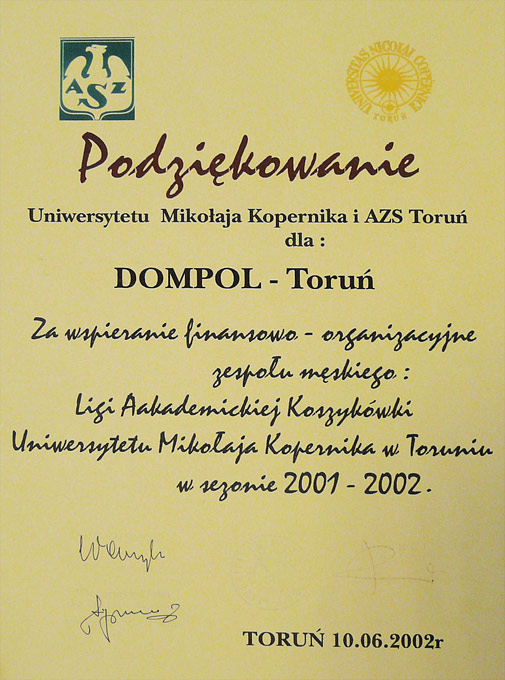 AZS
UNIVERSITAS NICOLAI COPERNICI
TORUŃ
Podziękowanie
Uniwersytetu Mikołaja Kopernika i AZS Toruń
dla :
DOMPOL - Toruń
Za wspieranie finansowo - organizacyjne
zespołu męskiego :
Ligi Aakademickiej Koszykówki
Uniwersytetu Mikołaja Kopernika w Toruniu
w sezonie 2001 - 2002.
TORUŃ 10.06.2002r